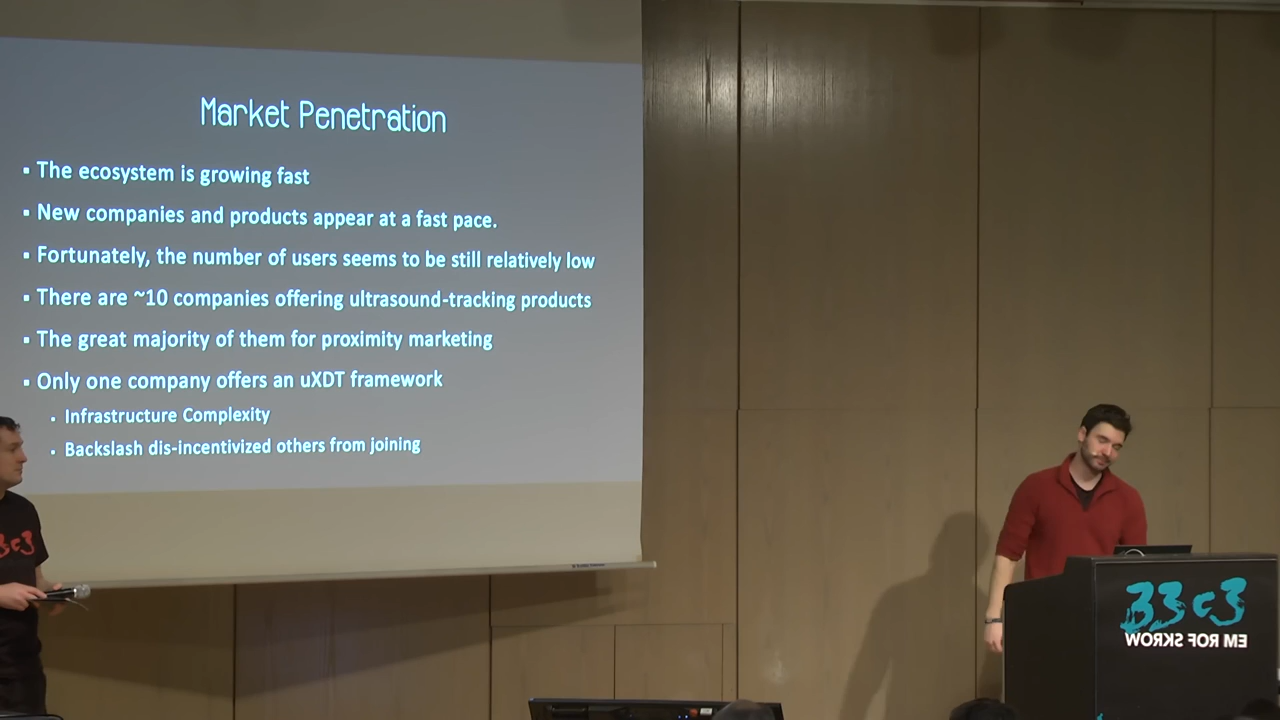 Market Penetration
▪ The ecosystem is growing fast
▪ New companies and products appear at a fast pace.
▪ Fortunately, the number of users seems to be still relatively low
▪ There are ~10 companies offering ultrasound-tracking products
▪ The great majority of them for proximity marketing
▪ Only one company offers an uXDT framework
▪ Infrastructure Complexity
▪ Backslash dis-incentivized others from joining
3c3
33c3
WORKS FOR ME